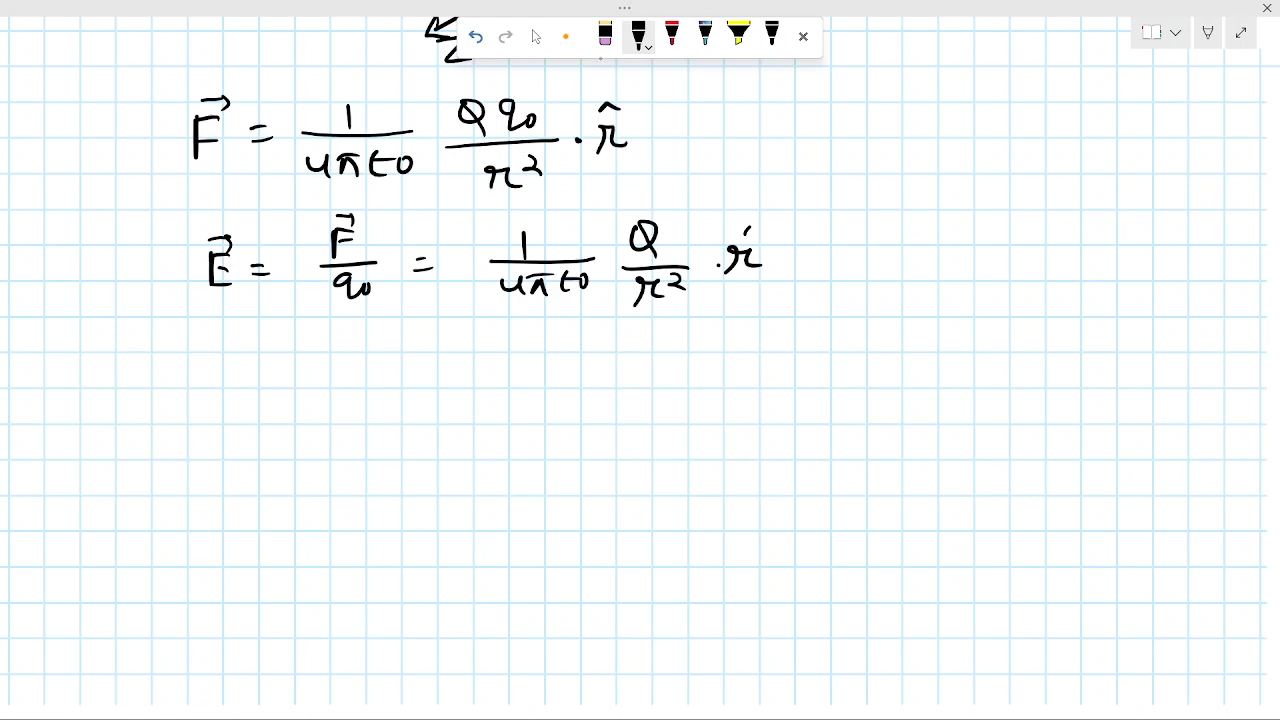 F⃗ = 1/4πε0 Qq0/r² · r̂
E⃗ = F⃗/q0 = 1/4πε0 Q/r² · r̂